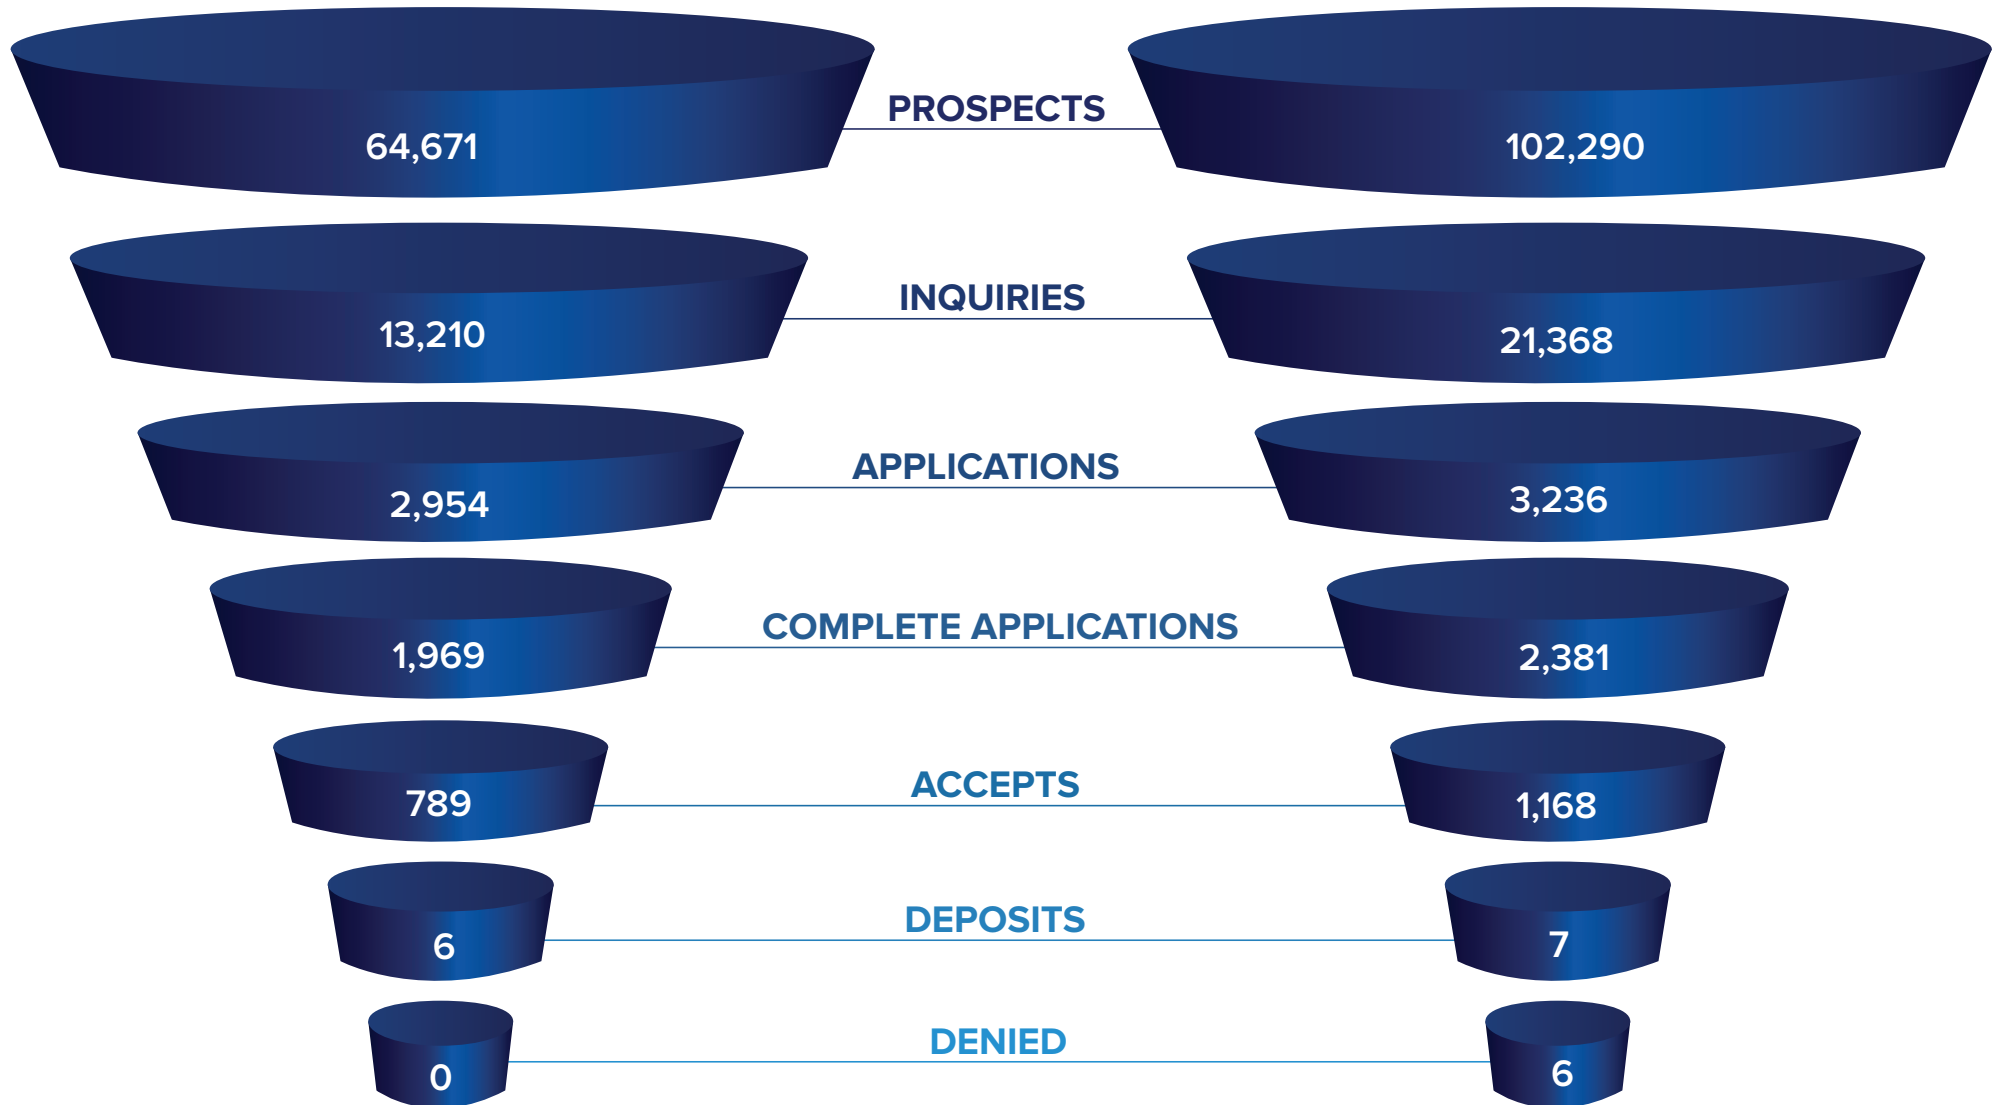 PROSPECTS
64,671
102,290
INQUIRIES
13,210
21,368
APPLICATIONS
2,954
3,236
COMPLETE APPLICATIONS
1,969
2,381
ACCEPTS
789
1,168
DEPOSITS
6
7
DENIED
0
6